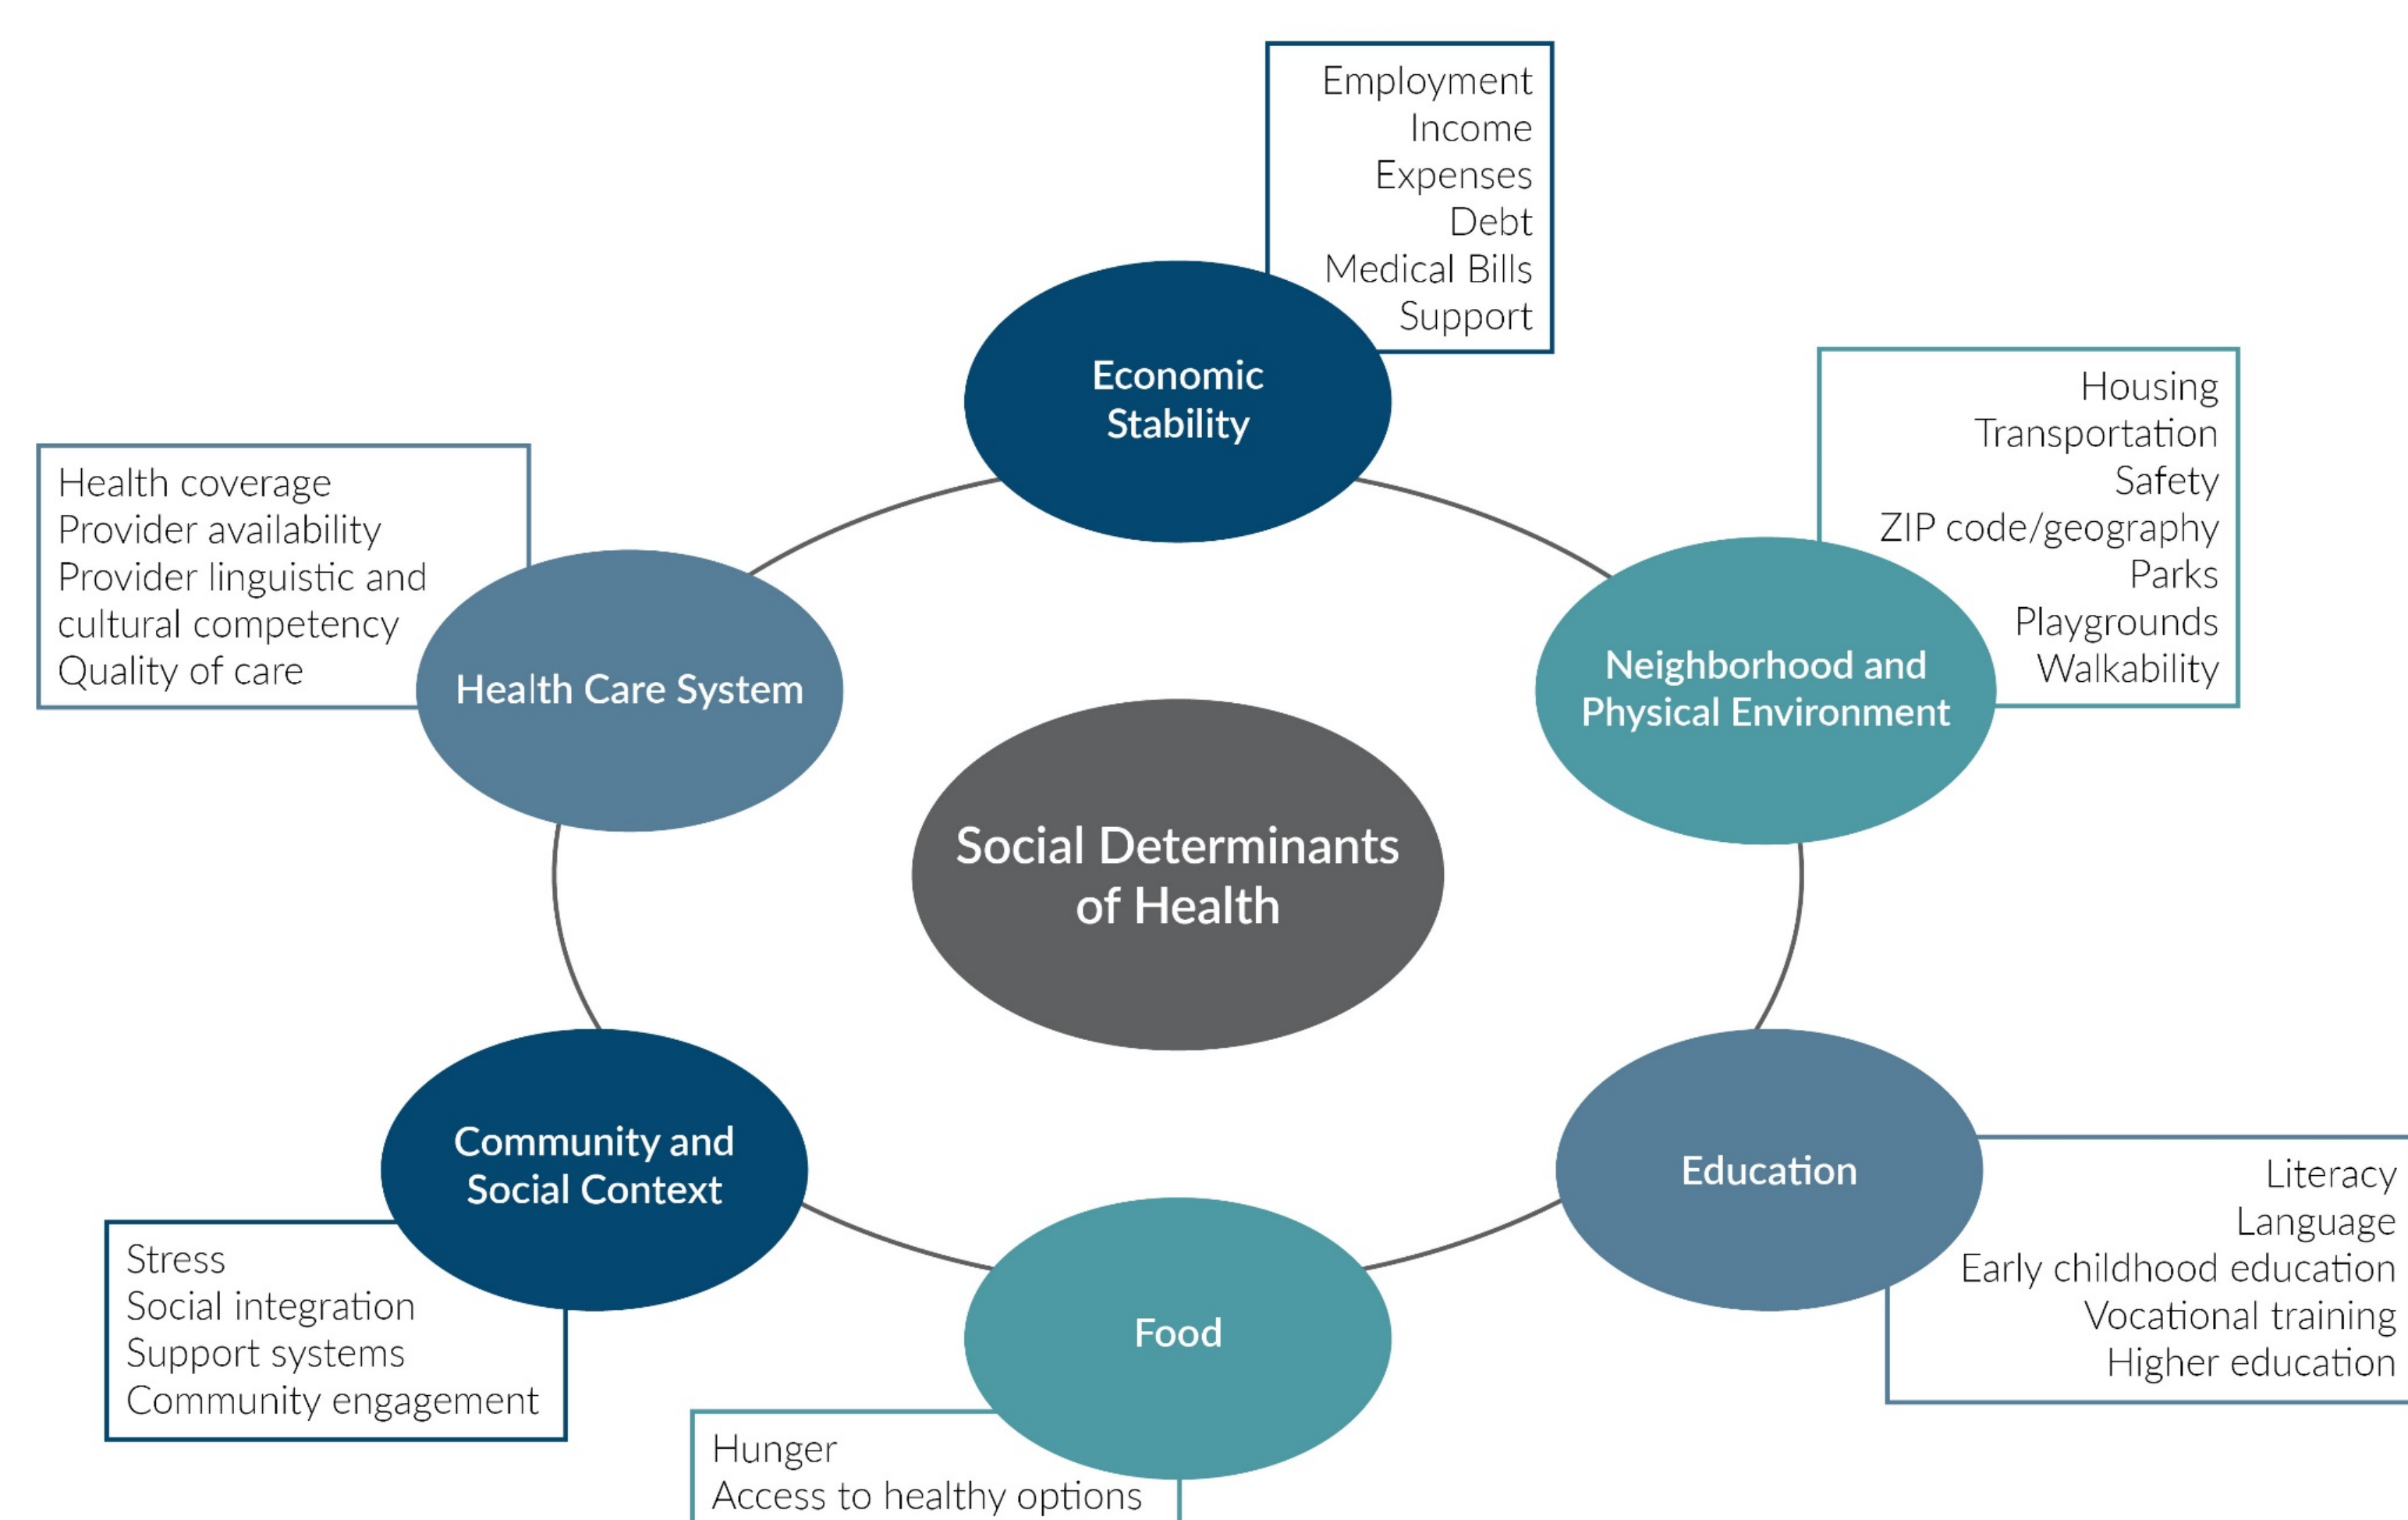 Employment
Income
Expenses
Debt
Medical Bills
Support
Economic
Stability
Housing
Transportation
Safety
ZIP code/geography
Parks
Playgrounds
Walkability
Neighborhood and
Physical Environment
Health coverage
Provider availability
Provider linguistic and
cultural competency
Quality of care
Health Care System
Social Determinants
of Health
Community and
Social Context
Stress
Social integration
Support systems
Community engagement
Education
Literacy
Language
Early childhood education
Vocational training
Higher education
Food
Hunger
Access to healthy options